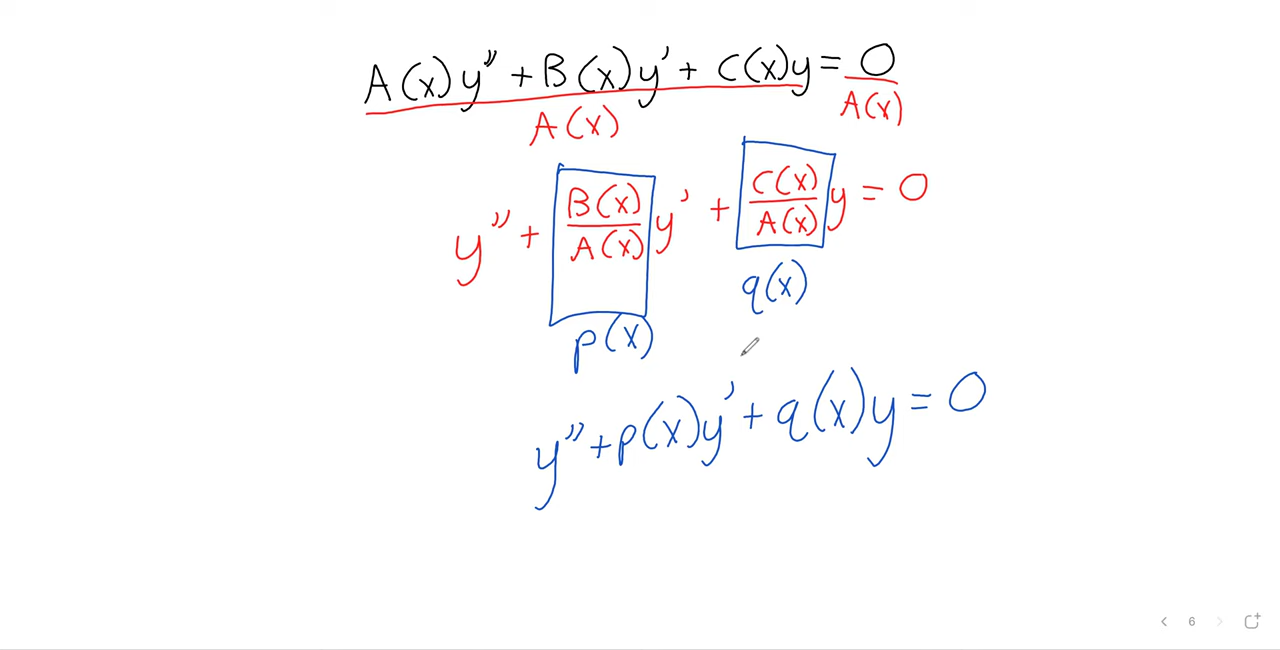 A(x)y'' + B(x)y' + C(x)y = 0
A(x) A(x)
y'' + B(x)/A(x) y' + C(x)/A(x) y = 0
p(x) q(x)
y'' + p(x)y' + q(x)y = 0
6